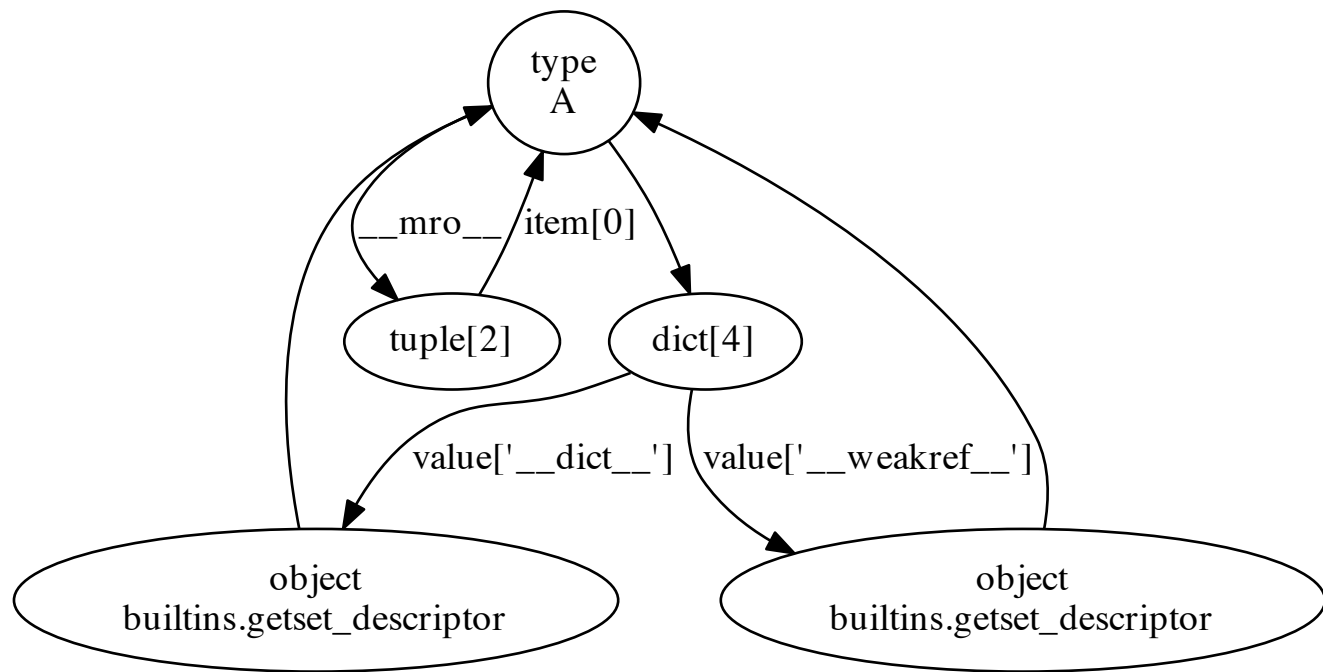 type
A
__mro__
item[0]
tuple[2]
dict[4]
value['__dict__']
value['__weakref__']
object
builtins.getset_descriptor
object
builtins.getset_descriptor